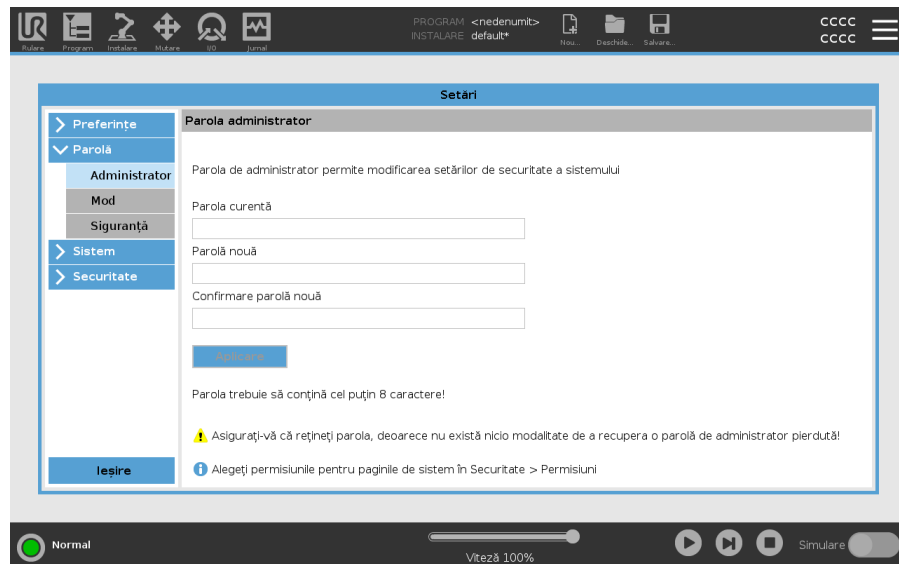 PROGRAM <nedenumit>
INSTALARE default*
cccc
cccc
Rulare Program Instalare Mutare I/O Jurnal Nou... Deschide... Salvare...
Setări
Preferințe
Parolă
Administrator
Mod
Siguranță
Sistem
Securitate
Ieșire
Parola administrator
Parola de administrator permite modificarea setărilor de securitate a sistemului
Parola curentă
Parolă nouă
Confirmare parolă nouă
Aplicare
Parola trebuie să conțină cel puțin 8 caractere!
Asigurați-vă că rețineți parola, deoarece nu există nicio modalitate de a recupera o parolă de administrator pierdută!
Alegeți permisiunile pentru paginile de sistem în Securitate > Permisiuni
Normal
Viteză 100%
Simulare